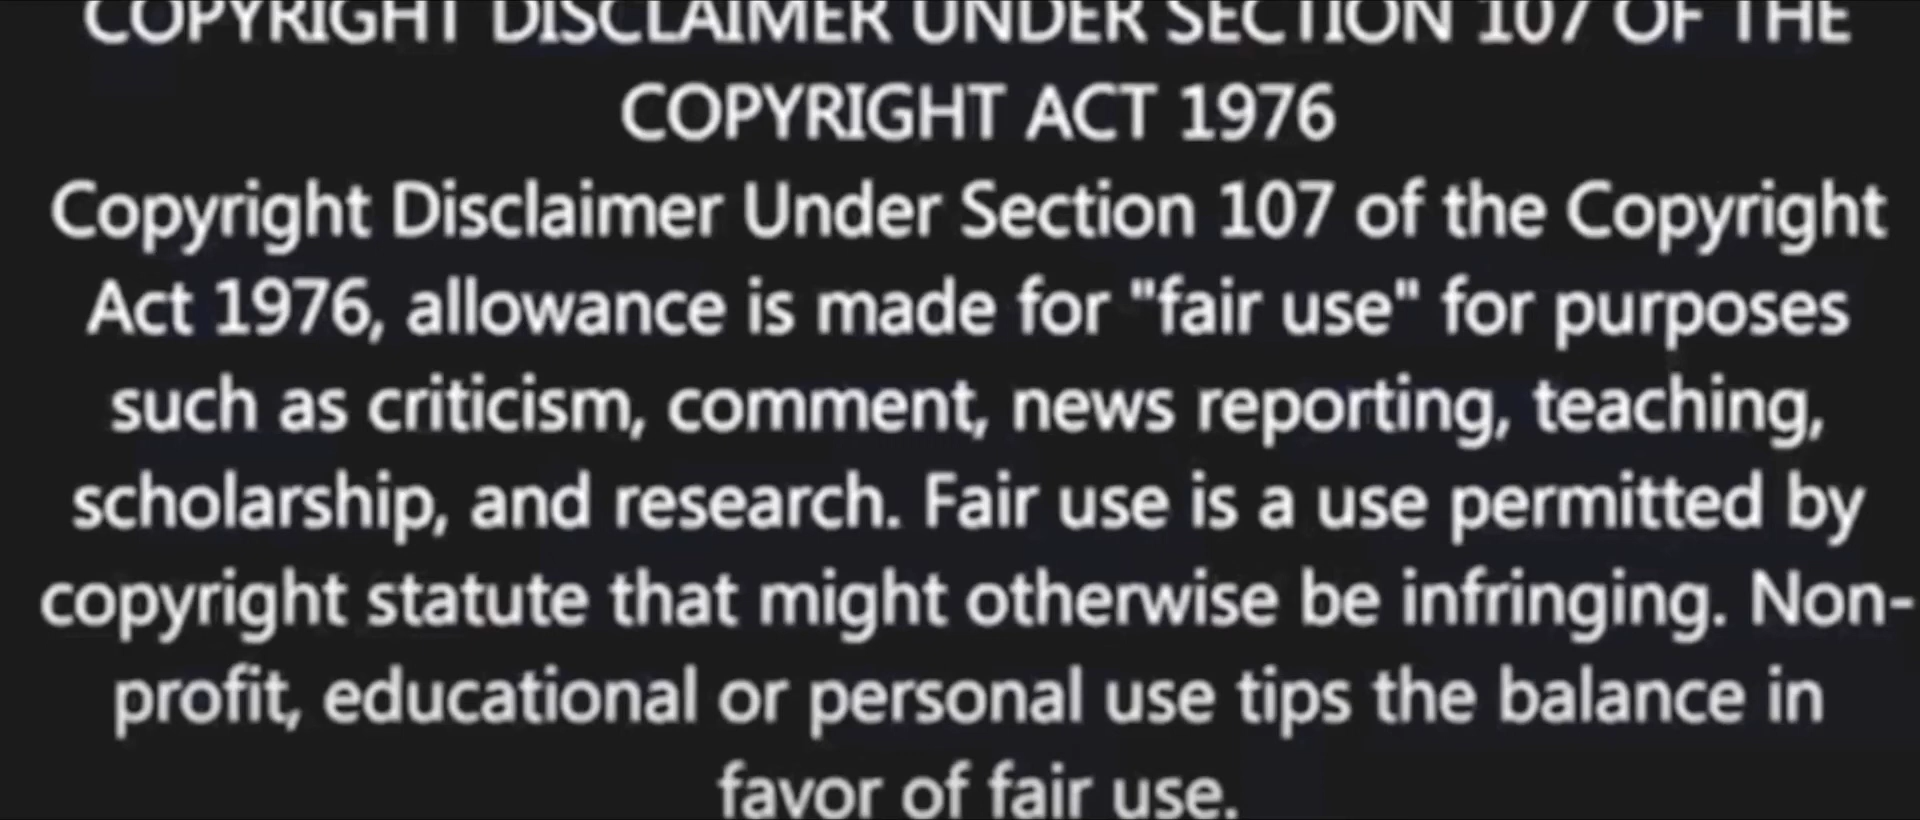 COPYRIGHT DISCLAIMER UNDER SECTION 107 OF THE
COPYRIGHT ACT 1976
Copyright Disclaimer Under Section 107 of the Copyright
Act 1976, allowance is made for "fair use" for purposes
such as criticism, comment, news reporting, teaching,
scholarship, and research. Fair use is a use permitted by
copyright statute that might otherwise be infringing. Non-
profit, educational or personal use tips the balance in
favor of fair use.